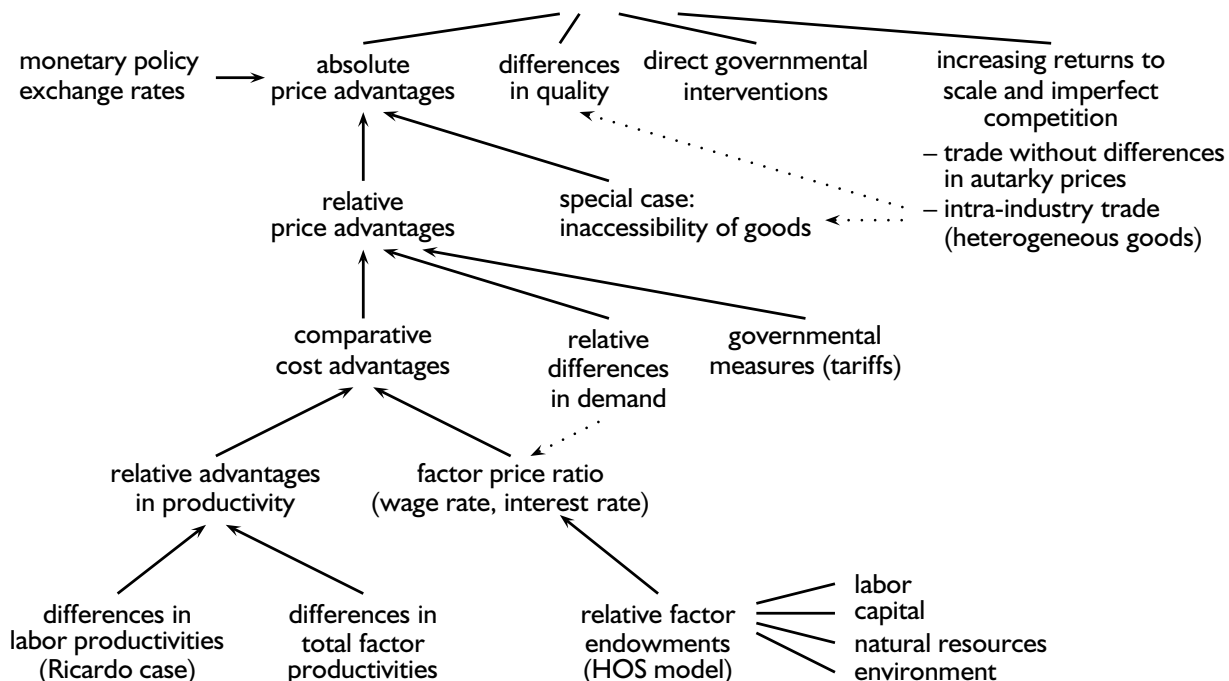 monetary policy
exchange rates
absolute
price advantages
differences
in quality
direct governmental
interventions
increasing returns to
scale and imperfect
competition
– trade without differences
in autarky prices
– intra-industry trade
(heterogeneous goods)
relative
price advantages
special case:
inaccessibility of goods
comparative
cost advantages
relative
differences
in demand
governmental
measures (tariffs)
relative advantages
in productivity
factor price ratio
(wage rate, interest rate)
differences in
labor productivities
(Ricardo case)
differences in
total factor
productivities
relative factor
endowments
(HOS model)
labor
capital
natural resources
environment